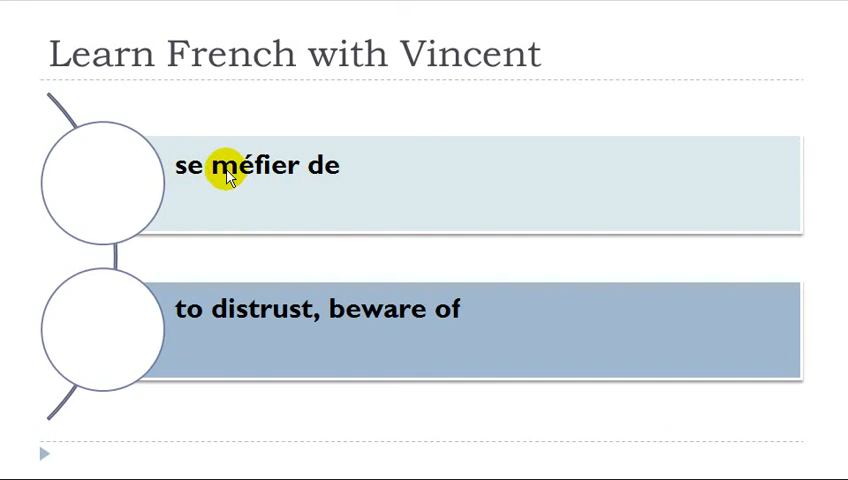 Learn French with Vincent
se méfier de
to distrust, beware of